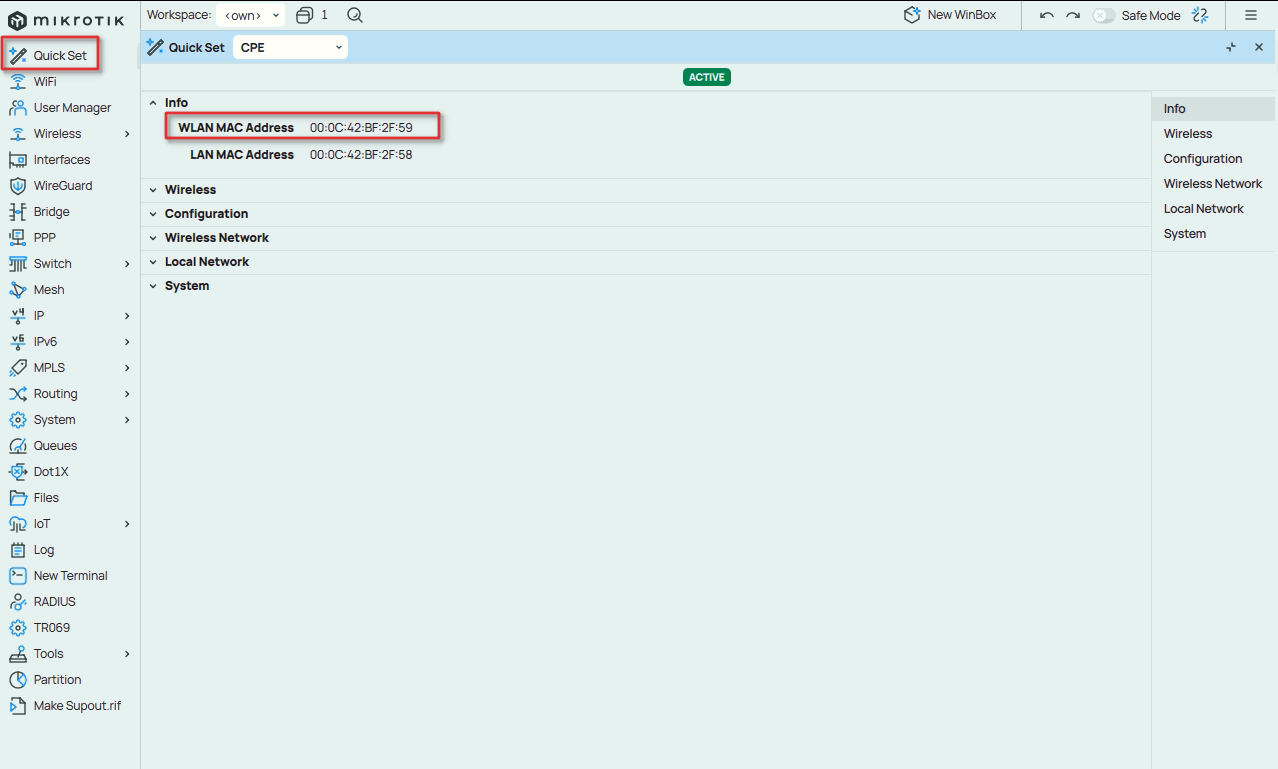 mikroTik
Workspace: <own> 1 New WinBox Safe Mode
Quick Set
WiFi
User Manager
Wireless
Interfaces
WireGuard
Bridge
PPP
Switch
Mesh
IP
IPv6
MPLS
Routing
System
Queues
Dot1X
Files
IoT
Log
New Terminal
RADIUS
TR069
Tools
Partition
Make Supout.rif
Quick Set CPE
ACTIVE
Info
WLAN MAC Address 00:0C:42:BF:2F:59
LAN MAC Address 00:0C:42:BF:2F:58
Wireless
Configuration
Wireless Network
Local Network
System
Info
Wireless
Configuration
Wireless Network
Local Network
System